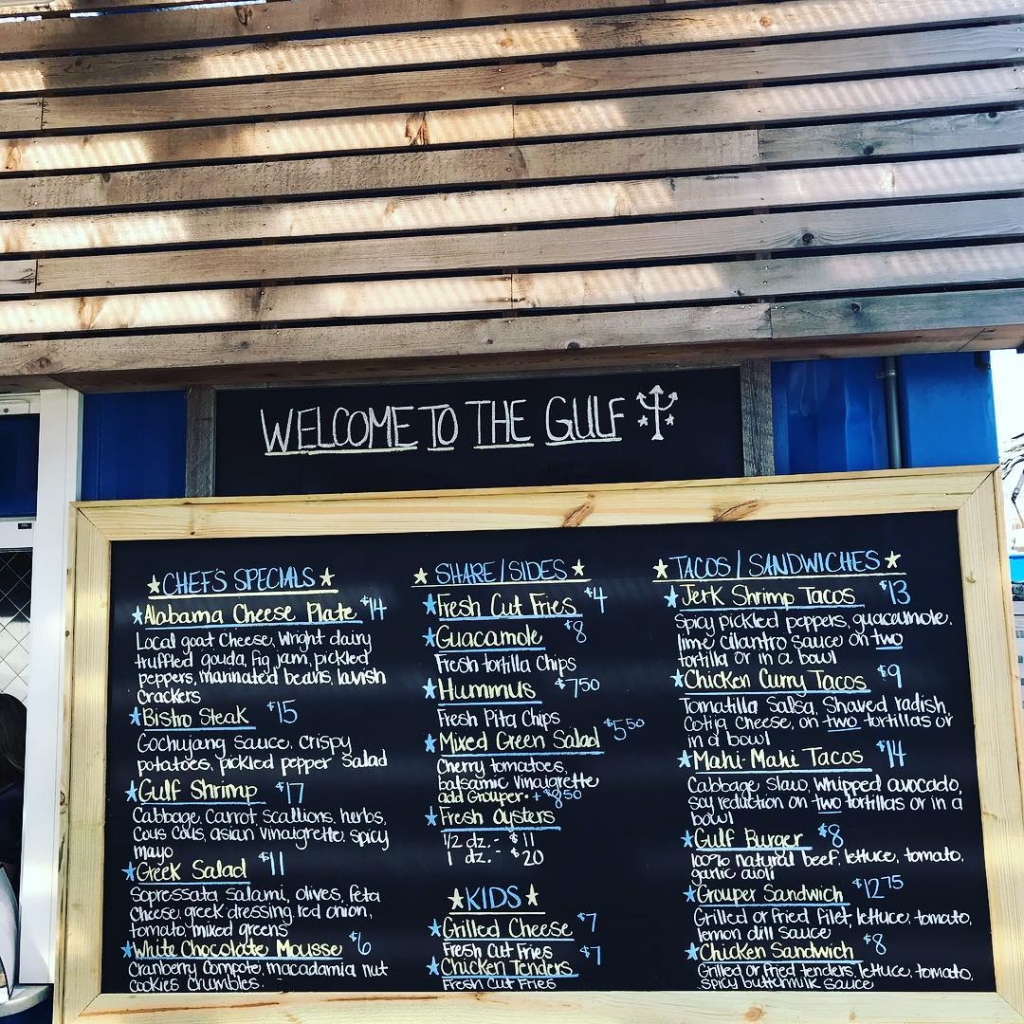 WELCOME TO THE GULF
CHEF'S SPECIALS
Alabama Cheese Plate $14
Local goat cheese, Wright dairy
truffled gouda, fig jam, pickled
peppers, marinated beans, lavish
crackers
Bistro Steak $15
Gochujang sauce, crispy
potatoes, pickled pepper salad
Gulf Shrimp $17
Cabbage, Carrot, scallions, herbs,
cous cous, asian vinaigrette, spicy
mayo
Greek Salad $11
Sopressata Salami, olives, feta
cheese, greek dressing, red onion,
tomato, mixed greens
White Chocolate Mousse $6
Cranberry Compote, macadamia nut
cookies crumbles.
SHARE/SIDES
Fresh Cut Fries $4
Guacamole $8
Fresh tortilla Chips
Hummus $7.50
Fresh Pita Chips
Mixed Green Salad $5.50
Cherry tomatoes,
balsamic vinaigrette
add Grouper • + $8.50
Fresh Oysters
1/2 dz. - $11
1 dz. - $20
KIDS
Grilled Cheese $7
Fresh Cut Fries
Chicken Tenders $7
Fresh Cut Fries
TACOS/SANDWICHES
Jerk Shrimp Tacos $13
Spicy pickled peppers, guacamole,
lime cilantro sauce on two
tortilla or in a bowl
Chicken Curry Tacos $9
Tomatilla Salsa, Shaved radish,
Cotija Cheese, on two tortillas or
in a bowl
Mahi-Mahi Tacos $14
Cabbage Slaw, whipped avocado,
soy reduction on two tortillas or in a
bowl
Gulf Burger $8
100% natural beef, lettuce, tomato,
garlic aioli
Grouper Sandwich $12.75
Grilled or fried filet, lettuce, tomato,
lemon dill sauce
Chicken Sandwich $8
Grilled or fried tenders, lettuce, tomato,
spicy buttermilk sauce